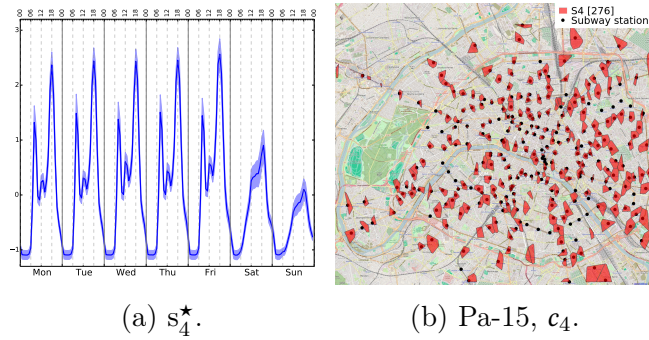 00 06 12 18 00 06 12 18 00 06 12 18 00 06 12 18 00 06 12 18 00 06 12 18 00 06 12 18 00
3
2
1
0
−1
Mon Tue Wed Thu Fri Sat Sun
S4 [276]
Subway station
(a) s₄★.
(b) Pa-15, c₄.